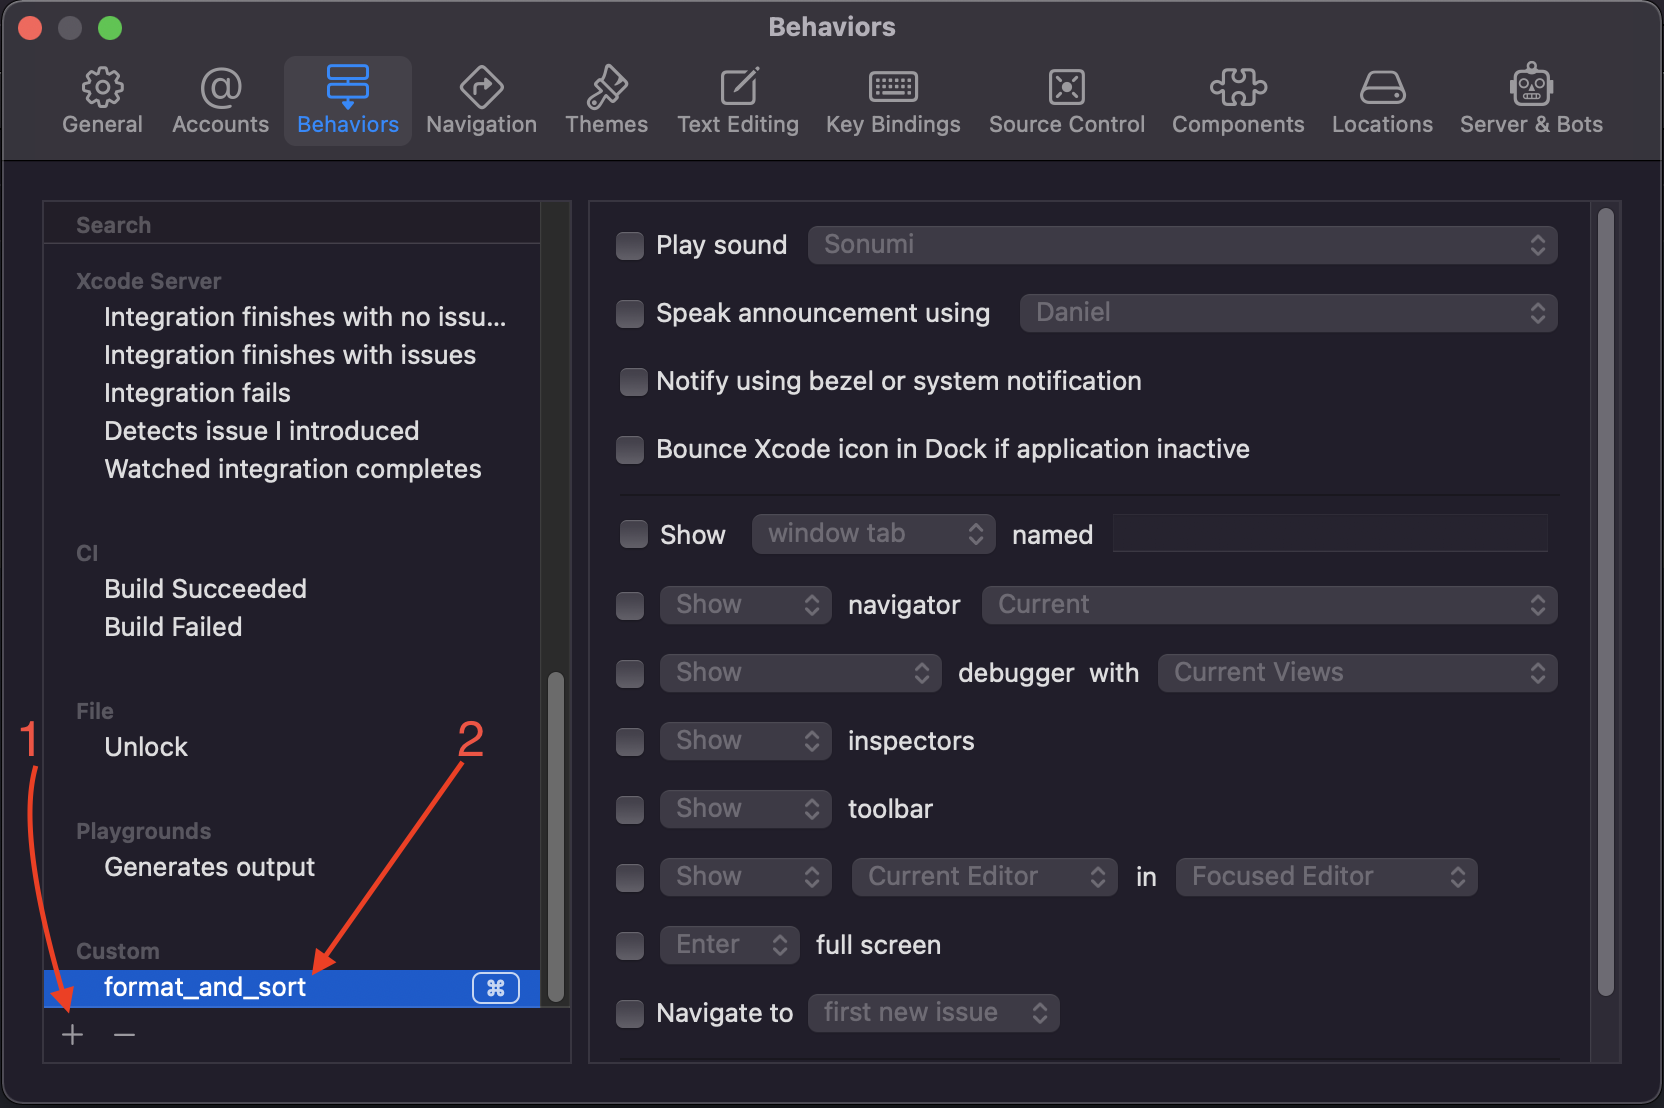 Behaviors
General Accounts Behaviors Navigation Themes Text Editing Key Bindings Source Control Components Locations Server & Bots
Search
Xcode Server
Integration finishes with no issu...
Integration finishes with issues
Integration fails
Detects issue I introduced
Watched integration completes
CI
Build Succeeded
Build Failed
File
Unlock
Playgrounds
Generates output
Custom
format_and_sort ⌘
1
2
Play sound Sonumi
Speak announcement using Daniel
Notify using bezel or system notification
Bounce Xcode icon in Dock if application inactive
Show window tab named
Show navigator Current
Show debugger with Current Views
Show inspectors
Show toolbar
Show Current Editor in Focused Editor
Enter full screen
Navigate to first new issue